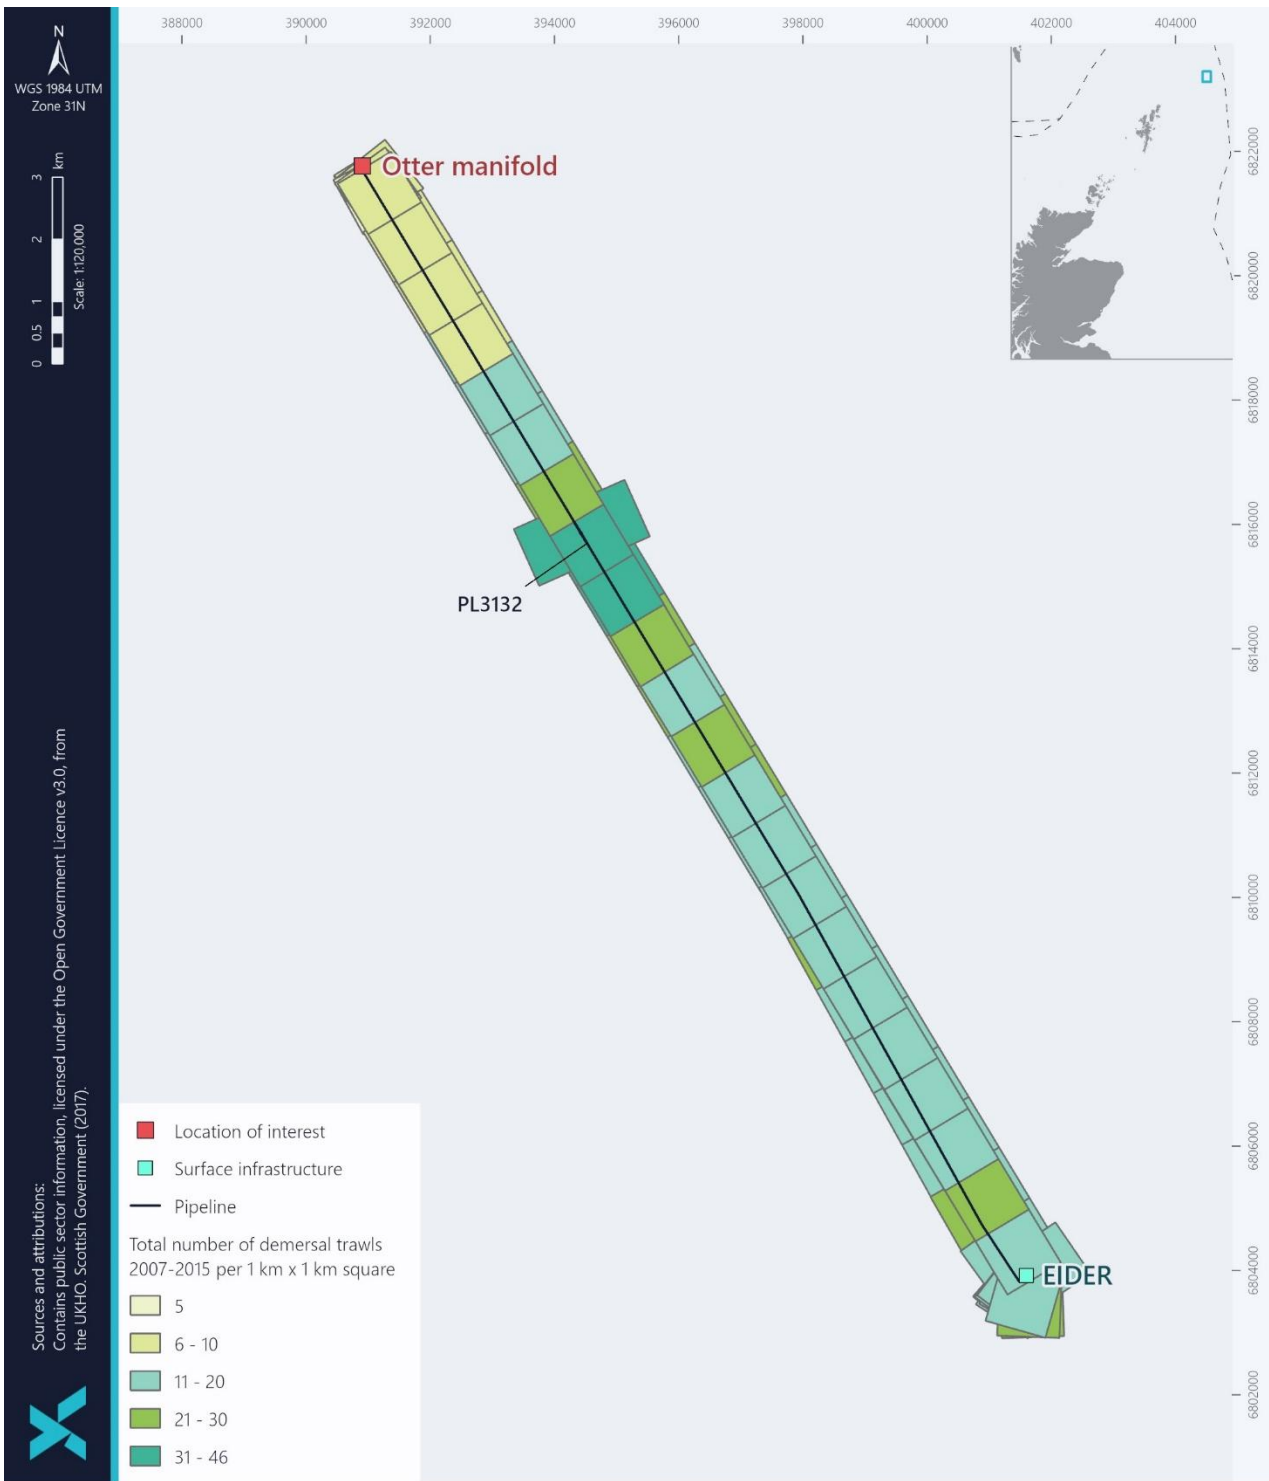 388000 390000 392000 394000 396000 398000 400000 402000 404000
N
WGS 1984 UTM
Zone 31N
0 0.5 1 2 3 km
Scale: 1:120,000
6822000
6820000
6818000
6816000
6814000
6812000
6810000
6808000
6806000
6804000
6802000
Otter manifold
PL3132
EIDER
Location of interest
Surface infrastructure
Pipeline
Total number of demersal trawls
2007-2015 per 1 km x 1 km square
5
6 - 10
11 - 20
21 - 30
31 - 46
Sources and attributions:
Contains public sector information, licensed under the Open Government Licence v3.0, from
the UKHO. Scottish Government (2017).